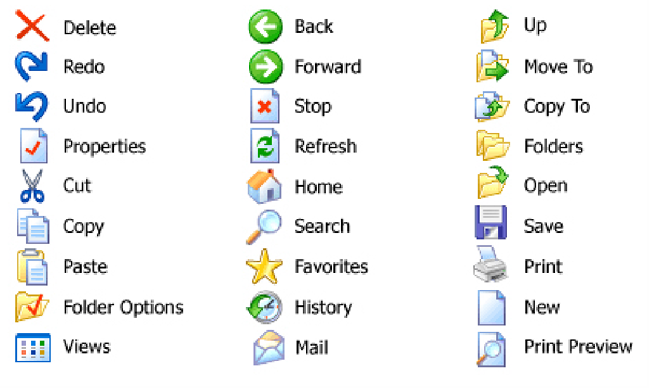 Delete
Back
Up
Redo
Forward
Move To
Undo
Stop
Copy To
Properties
Refresh
Folders
Cut
Home
Open
Copy
Search
Save
Paste
Favorites
Print
Folder Options
History
New
Views
Mail
Print Preview